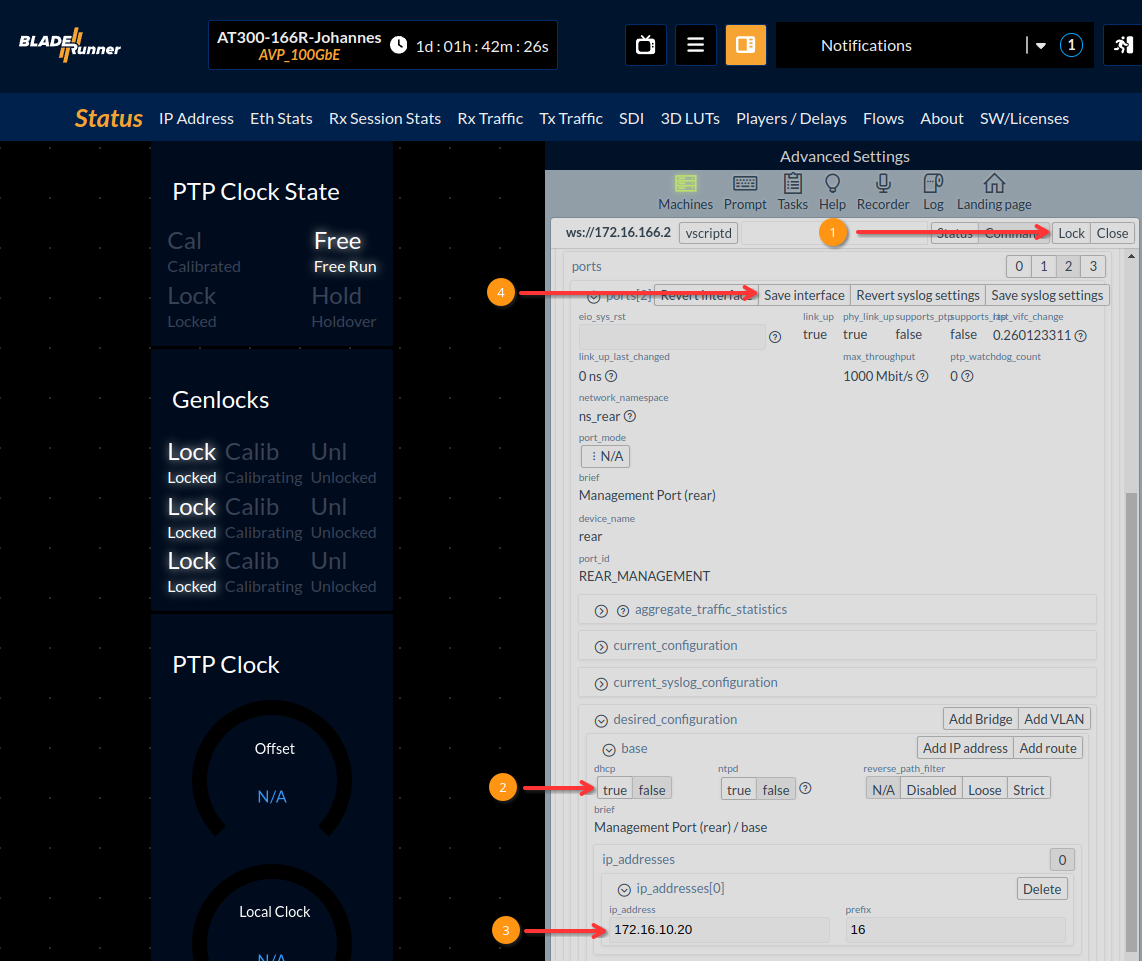 BLADE Runner
AT300-166R-Johannes
AVP_100GbE
1d : 01h : 42m : 26s
Notifications
1
Status IP Address Eth Stats Rx Session Stats Rx Traffic Tx Traffic SDI 3D LUTs Players / Delays Flows About SW/Licenses
PTP Clock State
Cal Free
Calibrated Free Run
Lock Hold
Locked Holdover
Genlocks
Lock Calib Unl
Locked Calibrating Unlocked
Lock Calib Unl
Locked Calibrating Unlocked
Lock Calib Unl
Locked Calibrating Unlocked
PTP Clock
Offset
N/A
Local Clock
N/A
Advanced Settings
Machines Prompt Tasks Help Recorder Log Landing page
ws://172.16.166.2 vscriptd 1 Status Lock Close
ports 0 1 2 3
4 ports[2] Revert interface Save interface Revert syslog settings Save syslog settings
eio_sys_rst link_up phy_link_up supports_ptp last_vifc_change
true true false false 0.260123311
link_up_last_changed max_throughput ptp_watchdog_count
0 ns 1000 Mbit/s 0
network_namespace
ns_rear
port_mode
N/A
brief
Management Port (rear)
device_name
rear
port_id
REAR_MANAGEMENT
aggregate_traffic_statistics
current_configuration
current_syslog_configuration
desired_configuration Add Bridge Add VLAN
base Add IP address Add route
dhcp ntpd reverse_path_filter
2 true false true false N/A Disabled Loose Strict
brief
Management Port (rear) / base
ip_addresses 0
ip_addresses[0] Delete
ip_address prefix
3 172.16.10.20 16